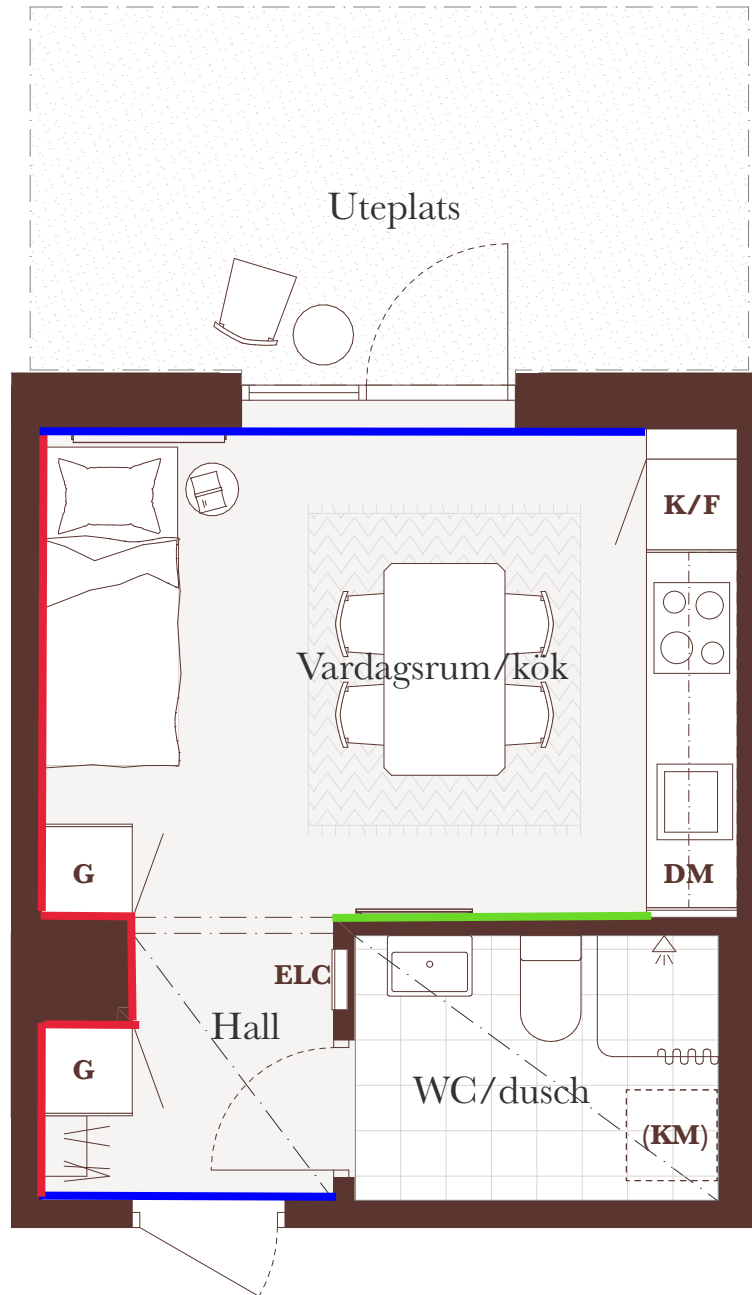 Uteplats
K/F
Vardagsrum/kök
G
DM
ELC
Hall
G
WC/dusch
(KM)